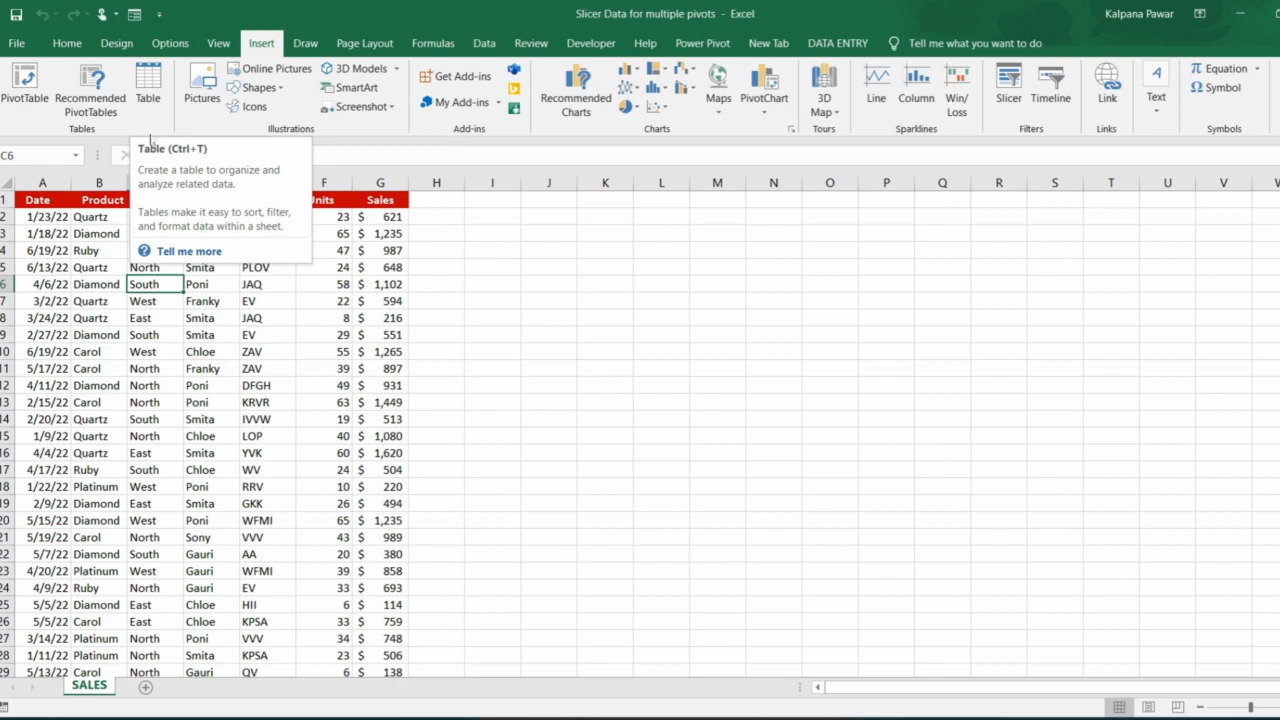 Slicer Data for multiple pivots - Excel
Kalpana Pawar
File Home Design Options View Insert Draw Page Layout Formulas Data Review Developer Help Power Pivot New Tab DATA ENTRY Tell me what you want to do
PivotTable
Recommended
PivotTables
Table
Tables
Pictures
Online Pictures
Shapes
Icons
3D Models
SmartArt
Screenshot
Illustrations
Get Add-ins
My Add-ins
Add-ins
Recommended
Charts
Maps
PivotChart
Charts
3D
Map
Tours
Line
Column
Win/
Loss
Sparklines
Slicer
Timeline
Filters
Link
Links
Text
Equation
Symbol
Symbols
C6
Table (Ctrl+T)
Create a table to organize and
analyze related data.
Tables make it easy to sort, filter,
and format data within a sheet.
Tell me more
A B F G H I J K L M N O P Q R S T U V
1 Date Product Units Sales
2 1/23/22 Quartz 23 $ 621
3 1/18/22 Diamond 65 $ 1,235
4 6/19/22 Ruby 47 $ 987
5 6/13/22 Quartz North Smita PLOV 24 $ 648
6 4/6/22 Diamond South Poni JAQ 58 $ 1,102
7 3/2/22 Quartz West Franky EV 22 $ 594
8 3/24/22 Quartz East Smita JAQ 8 $ 216
9 2/27/22 Diamond South Smita EV 29 $ 551
10 6/19/22 Carol West Chloe ZAV 55 $ 1,265
11 5/17/22 Carol North Franky ZAV 39 $ 897
12 4/11/22 Diamond North Poni DFGH 49 $ 931
13 2/15/22 Carol North Poni KRVR 63 $ 1,449
14 2/20/22 Quartz South Smita IVVW 19 $ 513
15 1/9/22 Quartz North Chloe LOP 40 $ 1,080
16 4/4/22 Quartz East Smita YVK 60 $ 1,620
17 4/17/22 Ruby South Chloe WV 24 $ 504
18 1/22/22 Platinum West Poni RRV 10 $ 220
19 2/9/22 Diamond East Smita GKK 26 $ 494
20 5/15/22 Diamond West Poni WFMI 65 $ 1,235
21 5/19/22 Carol North Sony VVV 43 $ 989
22 5/7/22 Diamond South Gauri AA 20 $ 380
23 4/20/22 Platinum West Gauri WFMI 39 $ 858
24 4/9/22 Ruby North Gauri EV 33 $ 693
25 5/5/22 Diamond East Chloe HII 6 $ 114
26 5/5/22 Carol East Chloe KPSA 33 $ 759
27 3/14/22 Platinum North Poni VVV 34 $ 748
28 1/11/22 Platinum North Smita KPSA 23 $ 506
29 5/13/22 Carol North Gauri QV 6 $ 138
SALES